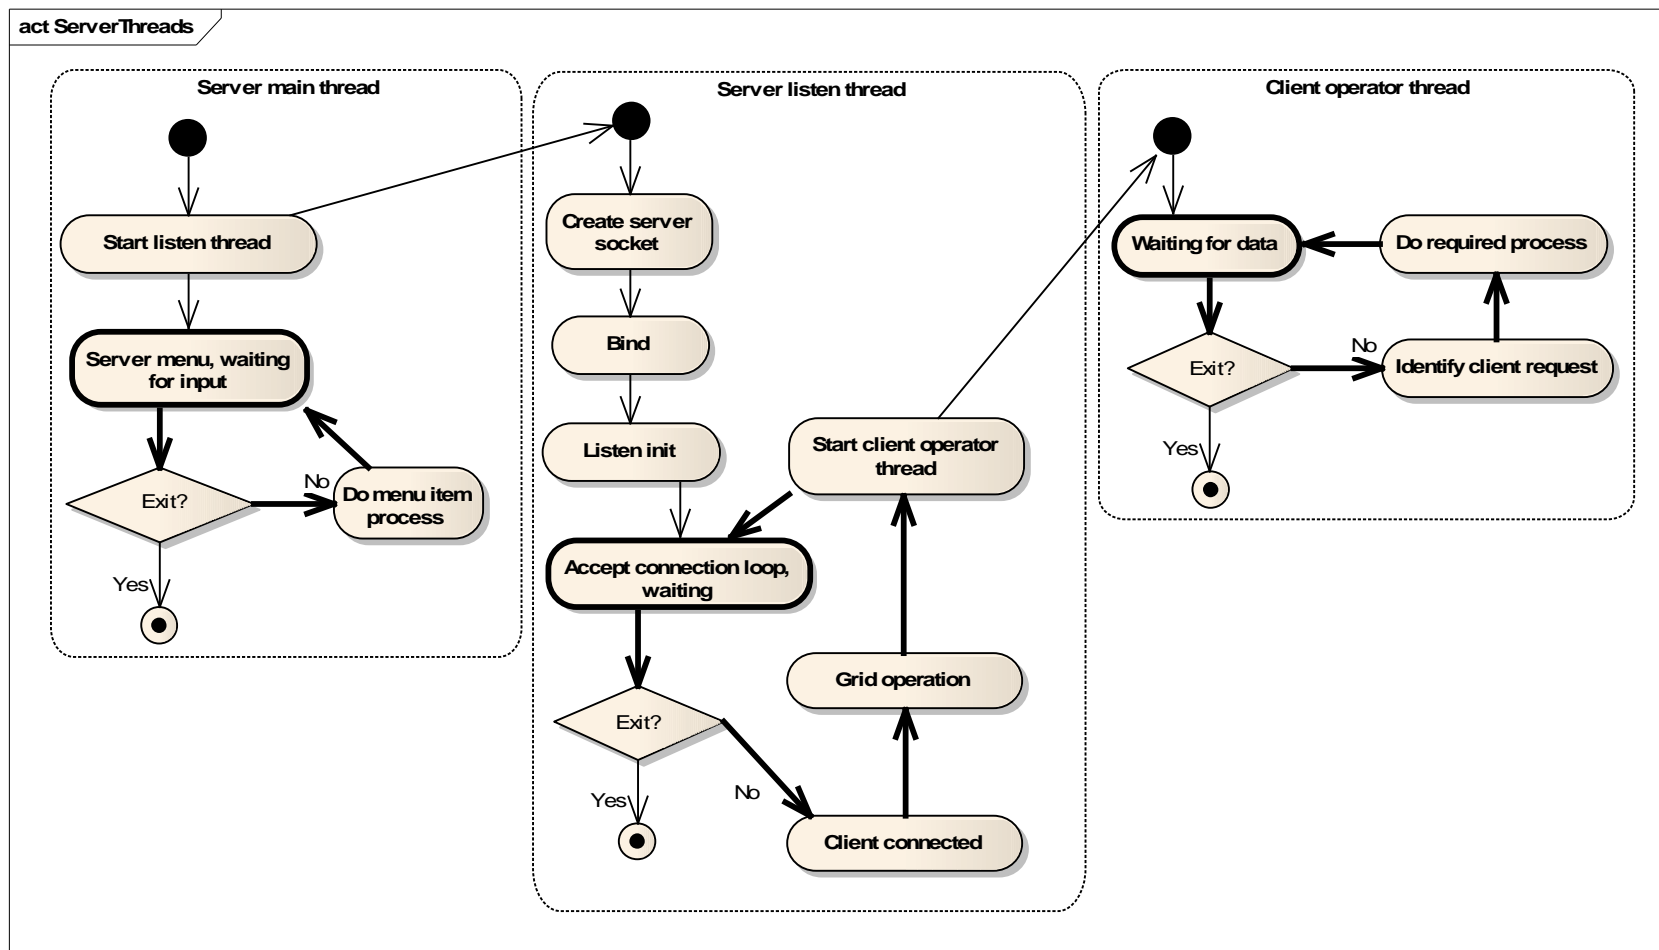 act ServerThreads
Server main thread
Start listen thread
Server menu, waiting
for input
Exit?
No
Do menu item
process
Yes
Server listen thread
Create server
socket
Bind
Listen init
Start client operator
thread
Accept connection loop,
waiting
Grid operation
Exit?
No
Yes
Client connected
Client operator thread
Waiting for data
Do required process
Exit?
No
Identify client request
Yes